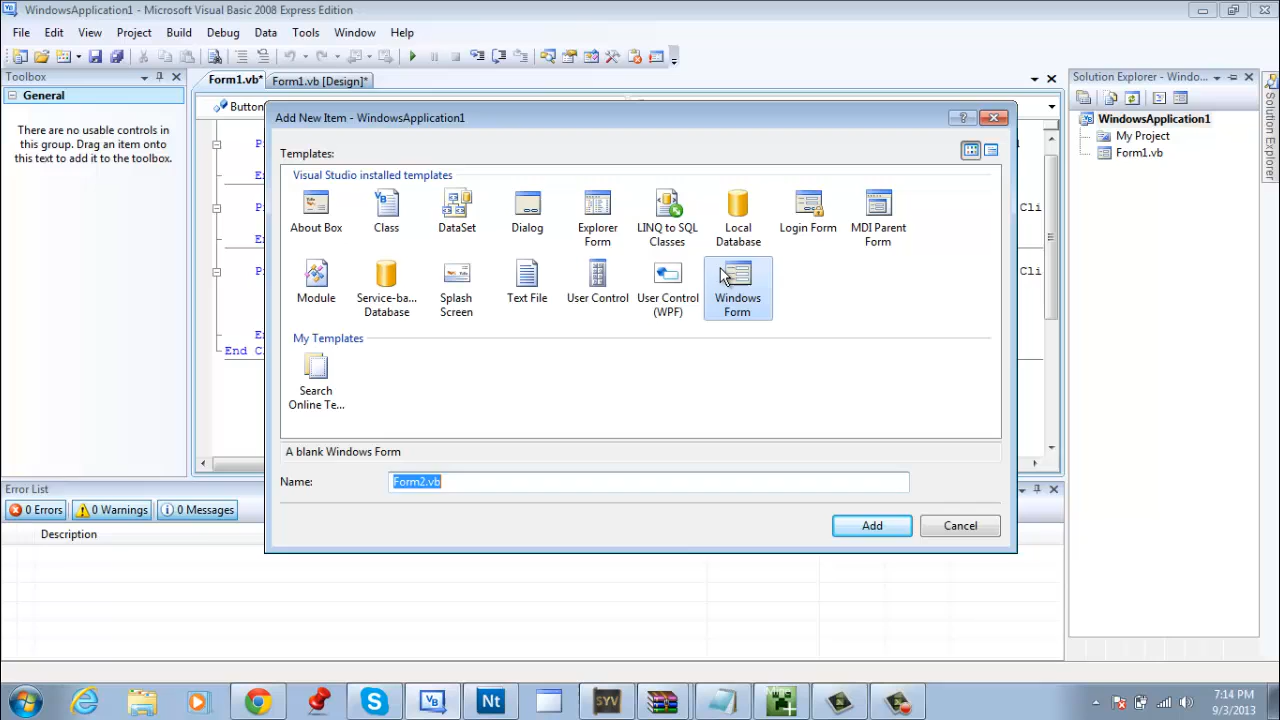 WindowsApplication1 - Microsoft Visual Basic 2008 Express Edition
File Edit View Project Build Debug Data Tools Window Help
Toolbox
General
There are no usable controls in
this group. Drag an item onto
this text to add it to the toolbox.
Form1.vb* Form1.vb [Design]*
Button
Cli
E
Cli
E
Cli
E
End C
Add New Item - WindowsApplication1
Templates:
Visual Studio installed templates
About Box
Class
DataSet
Dialog
Explorer
Form
LINQ to SQL
Classes
Local
Database
Login Form
MDI Parent
Form
Module
Service-ba...
Database
Splash
Screen
Text File
User Control
User Control
(WPF)
Windows
Form
My Templates
Search
Online Te...
A blank Windows Form
Name: Form2.vb
Add Cancel
Solution Explorer - Windo...
WindowsApplication1
My Project
Form1.vb
Solution Explorer
Error List
0 Errors 0 Warnings 0 Messages
Description
Nt
SYV
7:14 PM
9/3/2013